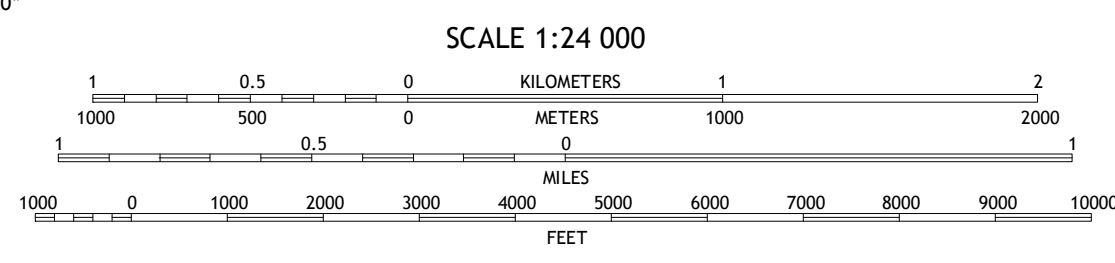 0"
SCALE 1:24 000
1 0.5 0 KILOMETERS 1 2
1000 500 0 METERS 1000 2000
1 0.5 0 1
MILES
1000 0 1000 2000 3000 4000 5000 6000 7000 8000 9000 10000
FEET